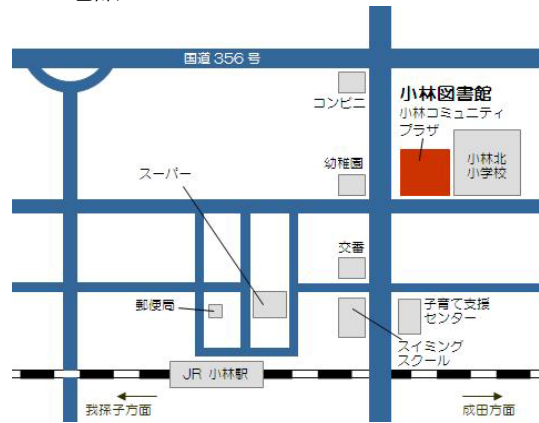 国道 356 号
コンビニ
小林図書館
小林コミュニティ
プラザ
小林北
小学校
幼稚園
スーパー
交番
郵便局
子育て支援
センター
スイミング
スクール
JR 小林駅
我孫子方面
成田方面